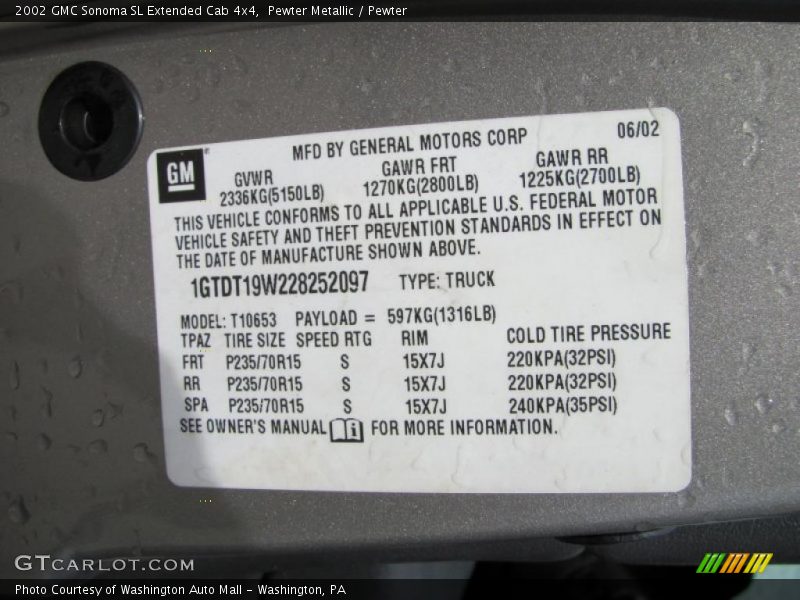 2002 GMC Sonoma SL Extended Cab 4x4, Pewter Metallic / Pewter
MFD BY GENERAL MOTORS CORP 06/02
GM
GVWR GAWR FRT GAWR RR
2336KG(5150LB) 1270KG(2800LB) 1225KG(2700LB)
THIS VEHICLE CONFORMS TO ALL APPLICABLE U.S. FEDERAL MOTOR
VEHICLE SAFETY AND THEFT PREVENTION STANDARDS IN EFFECT ON
THE DATE OF MANUFACTURE SHOWN ABOVE.
1GTDT19W228252097 TYPE: TRUCK
MODEL: T10653 PAYLOAD = 597KG(1316LB)
TPAZ TIRE SIZE SPEED RTG RIM COLD TIRE PRESSURE
FRT P235/70R15 S 15X7J 220KPA(32PSI)
RR P235/70R15 S 15X7J 220KPA(32PSI)
SPA P235/70R15 S 15X7J 240KPA(35PSI)
SEE OWNER'S MANUAL i FOR MORE INFORMATION.
GTCARLOT.COM
Photo Courtesy of Washington Auto Mall - Washington, PA